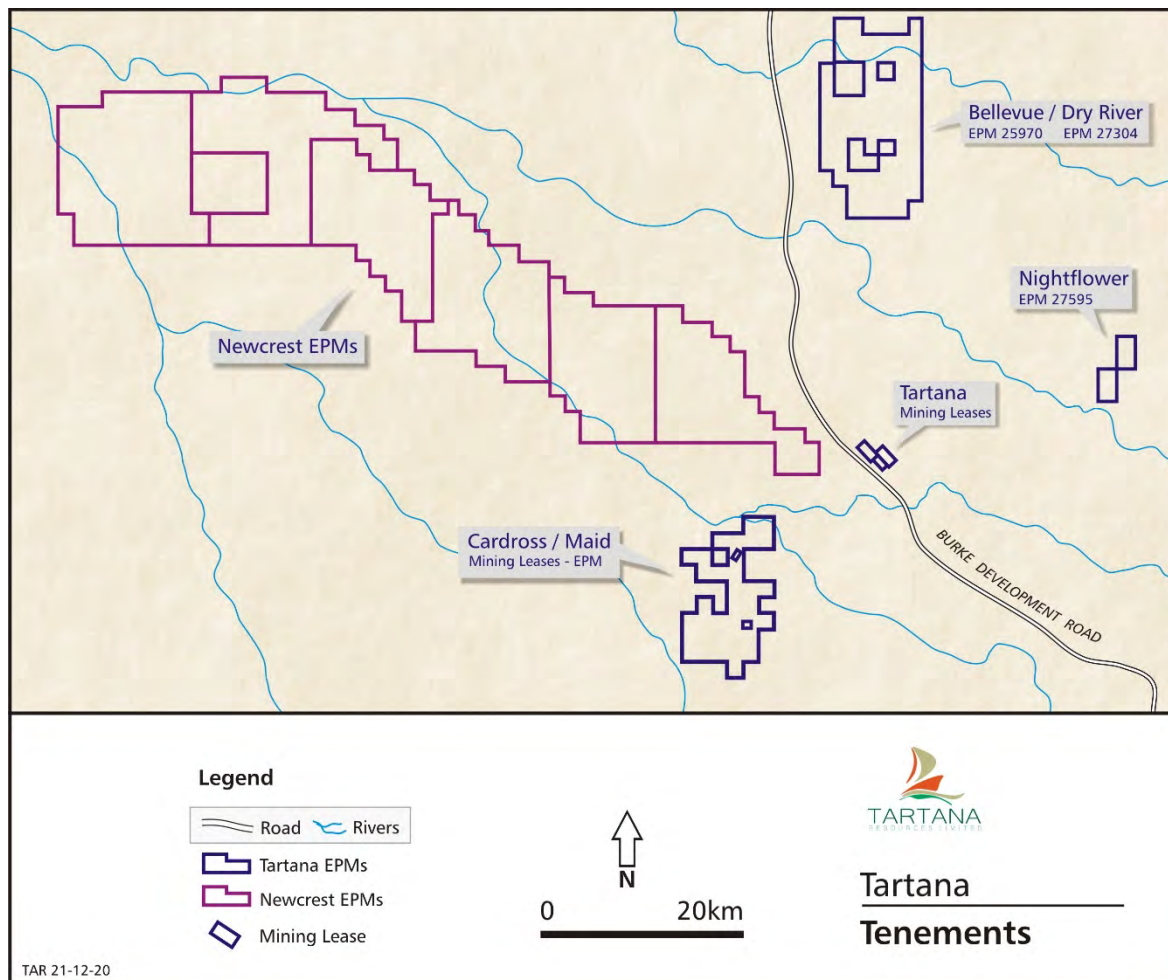 Bellevue / Dry River
EPM 25970 EPM 27304
Nightflower
EPM 27595
Newcrest EPMs
Tartana
Mining Leases
Cardross / Maid
Mining Leases - EPM
BURKE DEVELOPMENT ROAD
Legend
Road Rivers
Tartana EPMs
Newcrest EPMs
Mining Lease
N
0 20km
TARTANA
RESOURCES LIMITED
Tartana
Tenements
TAR 21-12-20